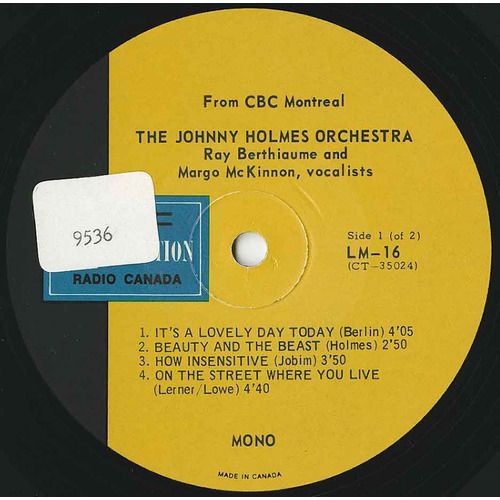 From CBC Montreal
THE JOHNNY HOLMES ORCHESTRA
Ray Berthiaume and
Margo McKinnon, vocalists
9536
TION
RADIO CANADA
Side 1 (of 2)
LM-16
(CT-35024)
1. IT'S A LOVELY DAY TODAY (Berlin) 4'05
2. BEAUTY AND THE BEAST (Holmes) 2'50
3. HOW INSENSITIVE (Jobim) 3'50
4. ON THE STREET WHERE YOU LIVE
(Lerner/Lowe) 4'40
MONO
MADE IN CANADA